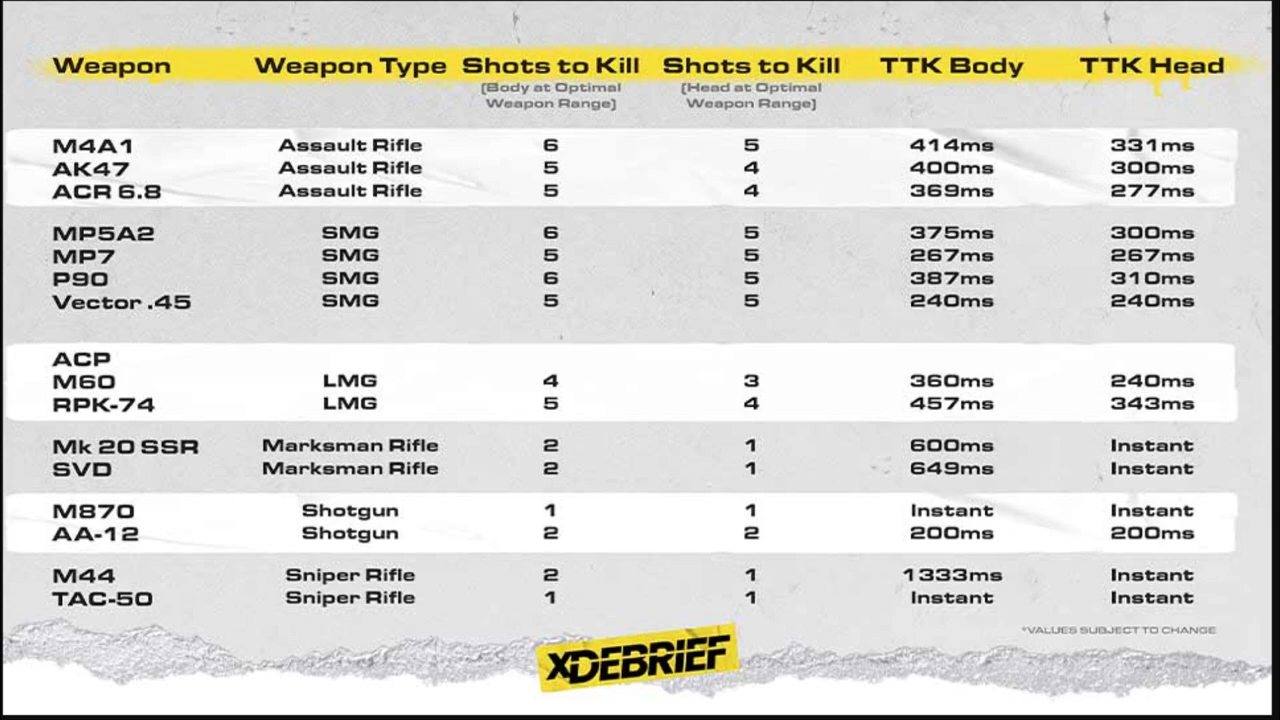 Weapon Weapon Type Shots to Kill Shots to Kill TTK Body TTK Head
(Body at Optimal (Head at Optimal
Weapon Range) Weapon Range)
M4A1 Assault Rifle 6 5 414ms 331ms
AK47 Assault Rifle 5 4 400ms 300ms
ACR 6.8 Assault Rifle 5 4 369ms 277ms
MP5A2 SMG 6 5 375ms 300ms
MP7 SMG 5 5 267ms 267ms
P90 SMG 6 5 387ms 310ms
Vector .45 SMG 5 5 240ms 240ms
ACP
M60 LMG 4 3 360ms 240ms
RPK-74 LMG 5 4 457ms 343ms
Mk 20 SSR Marksman Rifle 2 1 600ms Instant
SVD Marksman Rifle 2 1 649ms Instant
M870 Shotgun 1 1 Instant Instant
AA-12 Shotgun 2 2 200ms 200ms
M44 Sniper Rifle 2 1 1333ms Instant
TAC-50 Sniper Rifle 1 1 Instant Instant
*VALUES SUBJECT TO CHANGE
XDEBRIEF